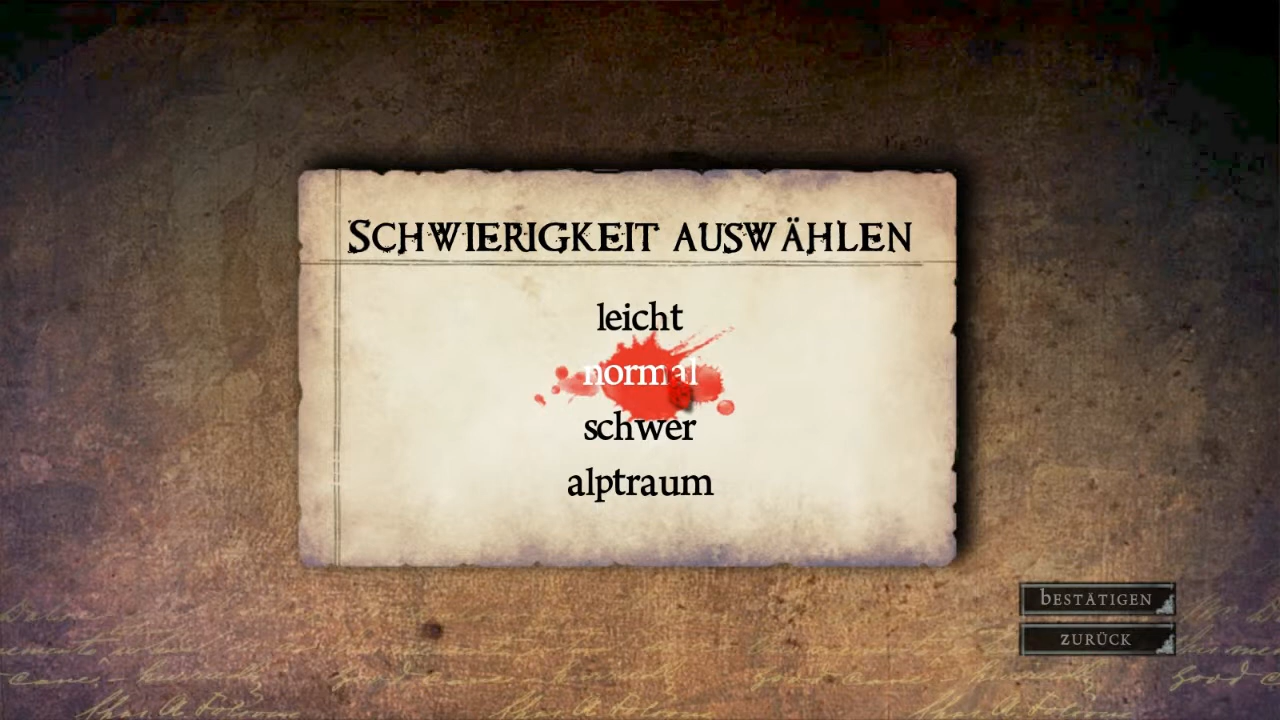 Schwierigkeit auswählen
leicht
normal
schwer
alptraum
bestätigen
zurück